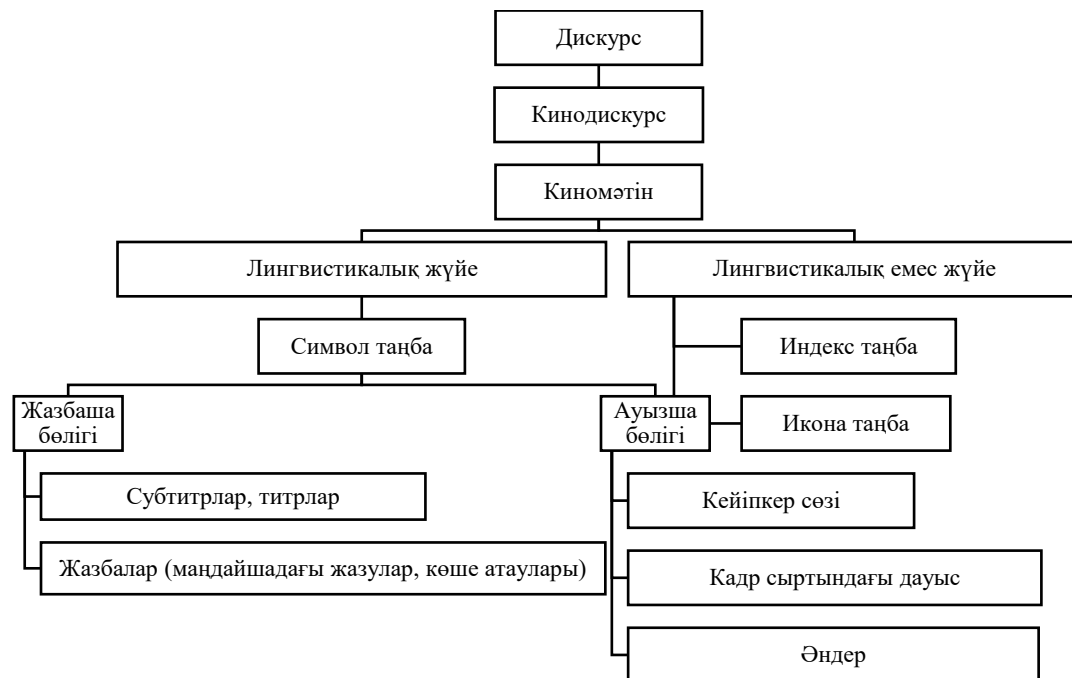 Дискурс
Кинодискурс
Киномәтін
Лингвистикалық жүйе
Лингвистикалық емес жүйе
Символ таңба
Индекс таңба
Жазбаша
бөлігі
Ауызша
бөлігі
Икона таңба
Субтитрлар, титрлар
Кейіпкер сөзі
Жазбалар (маңдайшадағы жазулар, көше атаулары)
Кадр сыртындағы дауыс
Әндер